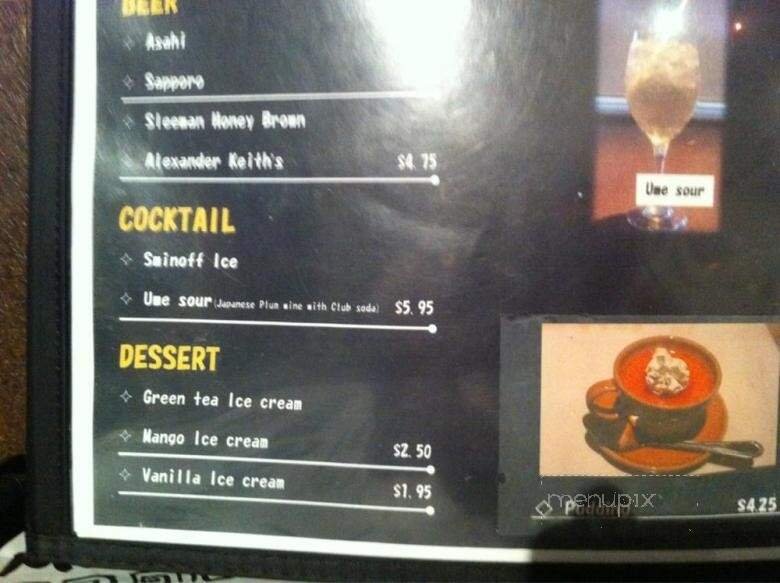 BEER
Asahi
Sapporo
Sleeman Honey Brown
Alexander Keith's $4.75
COCKTAIL
Sminoff Ice
Ume sour (Japanese Plum wine with Club soda) $5.95
DESSERT
Green tea Ice cream
Mango Ice cream $2.50
Vanilla Ice cream $1.95
Ume sour
menupix
Pudding $4.25